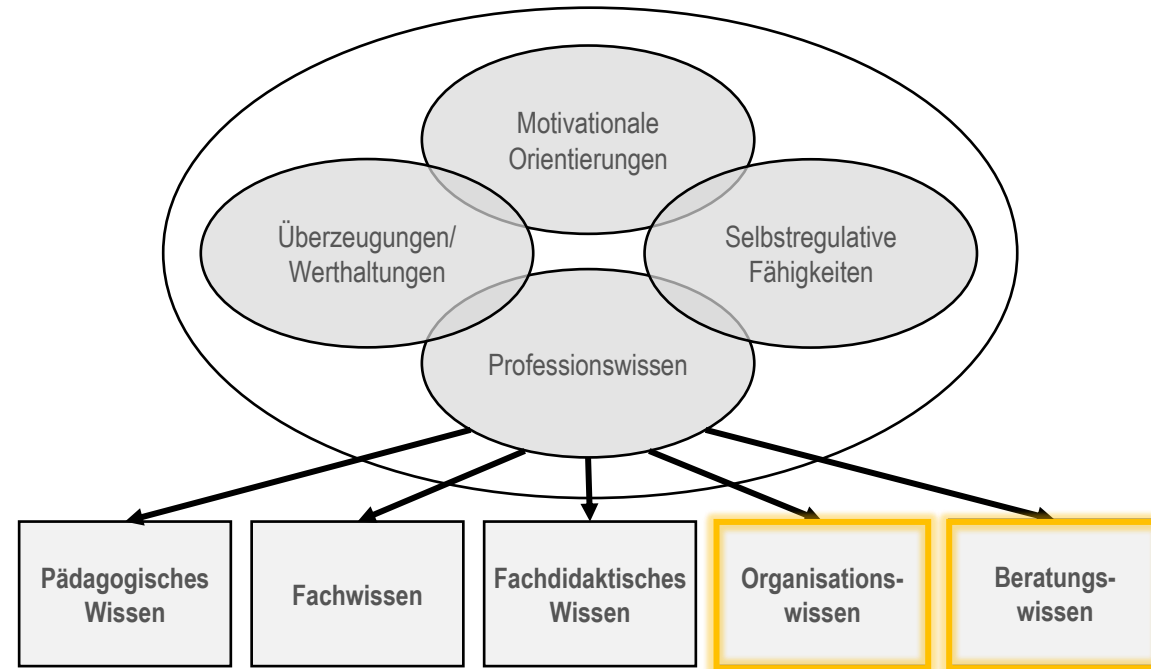 Motivationale
Orientierungen
Überzeugungen/
Werthaltungen
Selbstregulative
Fähigkeiten
Professionswissen
Pädagogisches
Wissen
Fachwissen
Fachdidaktisches
Wissen
Organisations-
wissen
Beratungs-
wissen